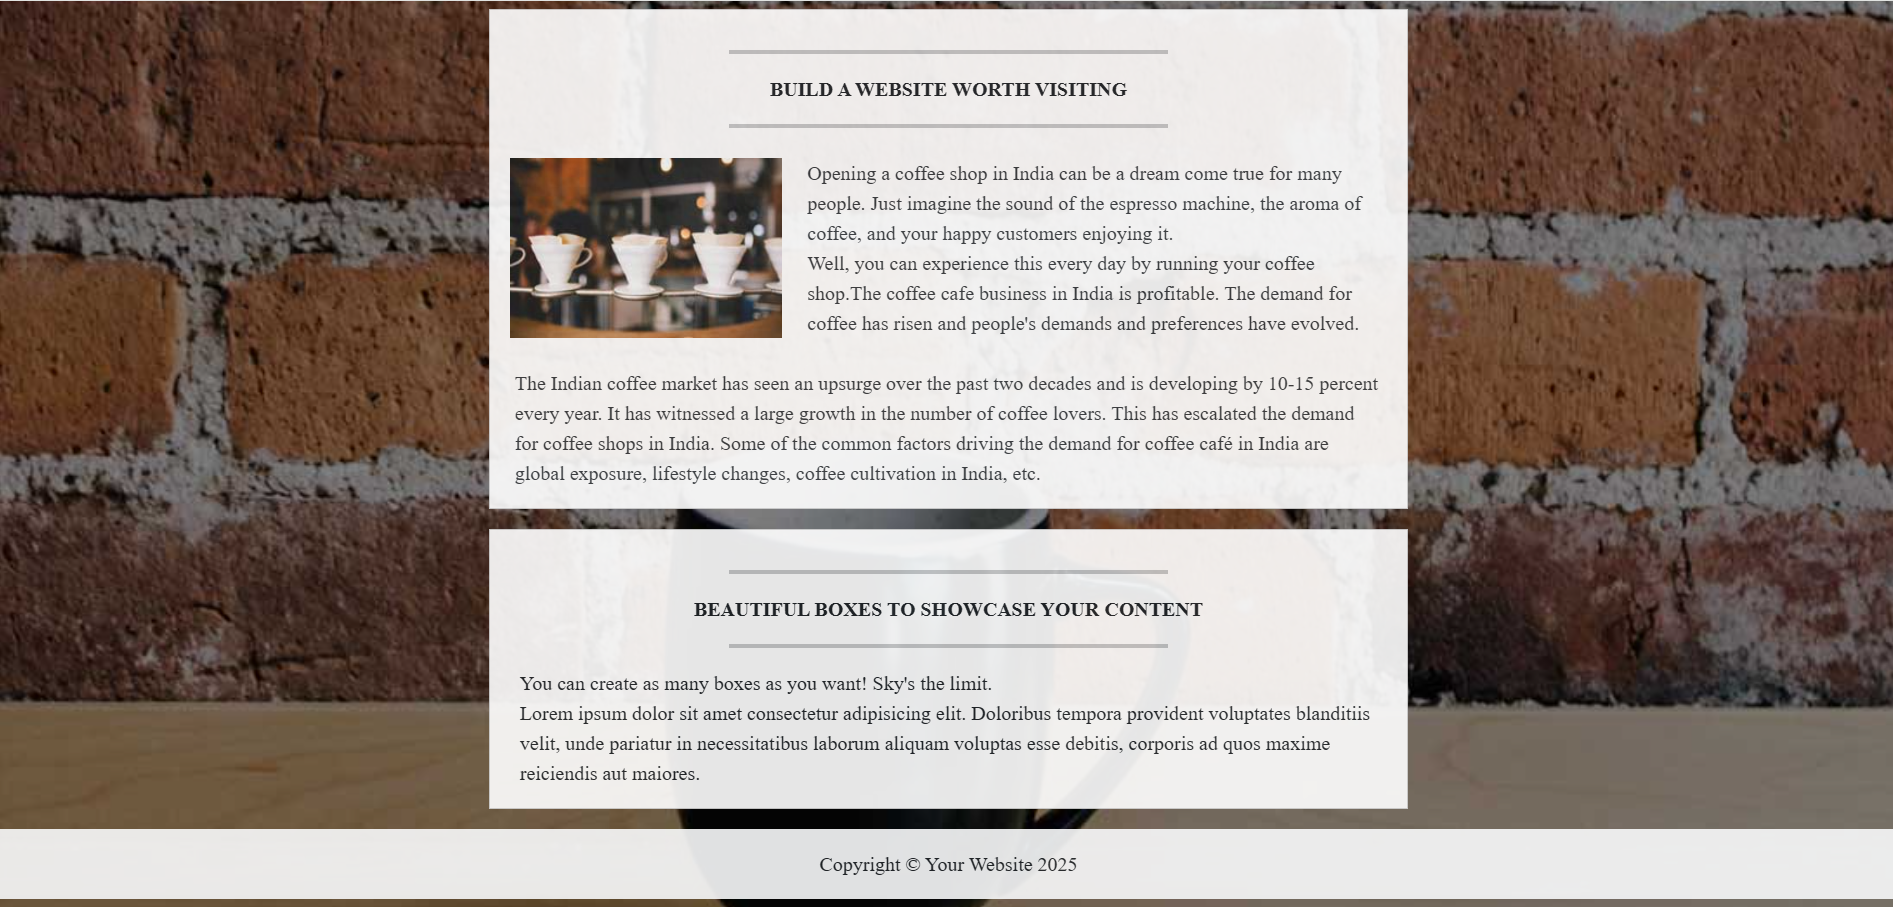 BUILD A WEBSITE WORTH VISITING
Opening a coffee shop in India can be a dream come true for many
people. Just imagine the sound of the espresso machine, the aroma of
coffee, and your happy customers enjoying it.
Well, you can experience this every day by running your coffee
shop.The coffee cafe business in India is profitable. The demand for
coffee has risen and people's demands and preferences have evolved.
The Indian coffee market has seen an upsurge over the past two decades and is developing by 10-15 percent
every year. It has witnessed a large growth in the number of coffee lovers. This has escalated the demand
for coffee shops in India. Some of the common factors driving the demand for coffee café in India are
global exposure, lifestyle changes, coffee cultivation in India, etc.
BEAUTIFUL BOXES TO SHOWCASE YOUR CONTENT
You can create as many boxes as you want! Sky's the limit.
Lorem ipsum dolor sit amet consectetur adipisicing elit. Doloribus tempora provident voluptates blanditiis
velit, unde pariatur in necessitatibus laborum aliquam voluptas esse debitis, corporis ad quos maxime
reiciendis aut maiores.
Copyright © Your Website 2025